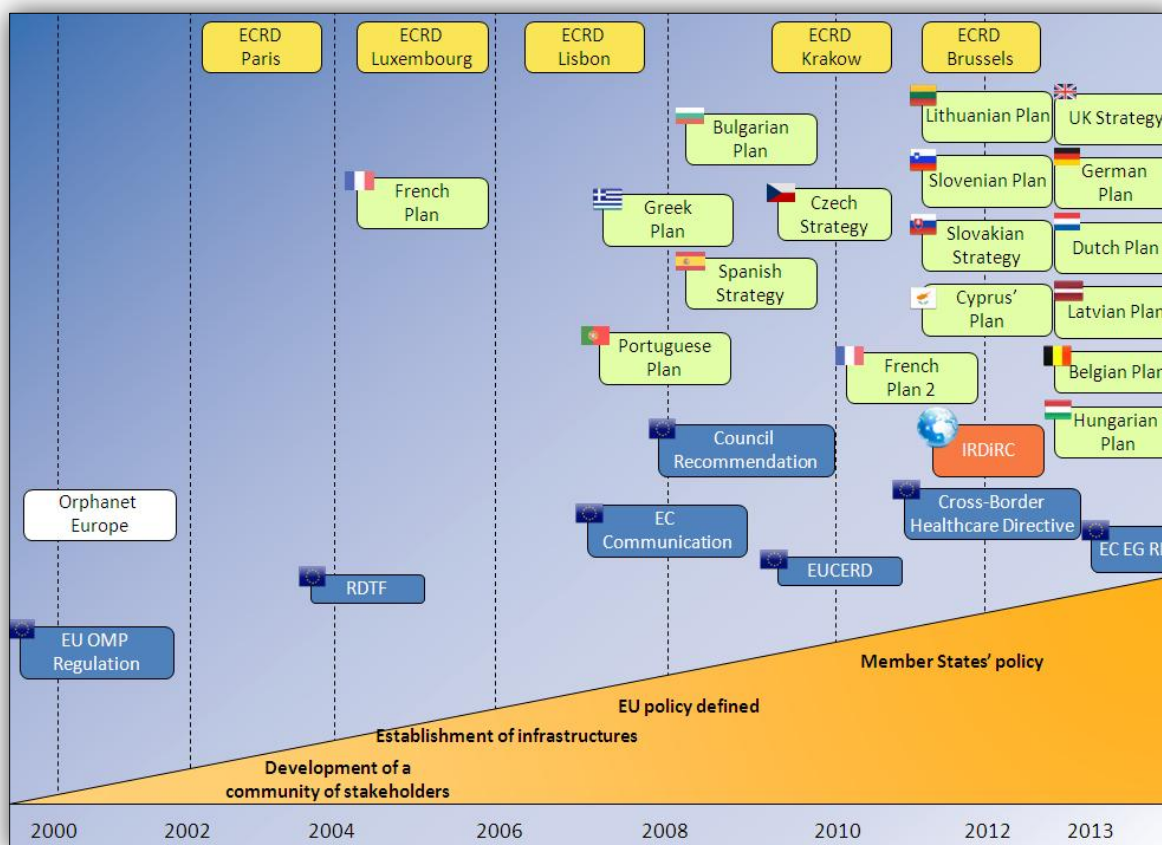 ECRD
Paris
ECRD
Luxembourg
ECRD
Lisbon
ECRD
Krakow
ECRD
Brussels
Lithuanian Plan
UK Strategy
Bulgarian
Plan
Slovenian Plan
German
Plan
French
Plan
Greek
Plan
Czech
Strategy
Slovakian
Strategy
Dutch Plan
Spanish
Strategy
Cyprus'
Plan
Latvian Plan
Portuguese
Plan
French
Plan 2
Belgian Plan
Hungarian
Plan
Council
Recommendation
IRDiRC
Orphanet
Europe
EC
Communication
Cross-Border
Healthcare Directive
EC EG
RDTF
EUCERD
EU OMP
Regulation
Member States' policy
EU policy defined
Establishment of infrastructures
Development of a
community of stakeholders
2000
2002
2004
2006
2008
2010
2012
2013